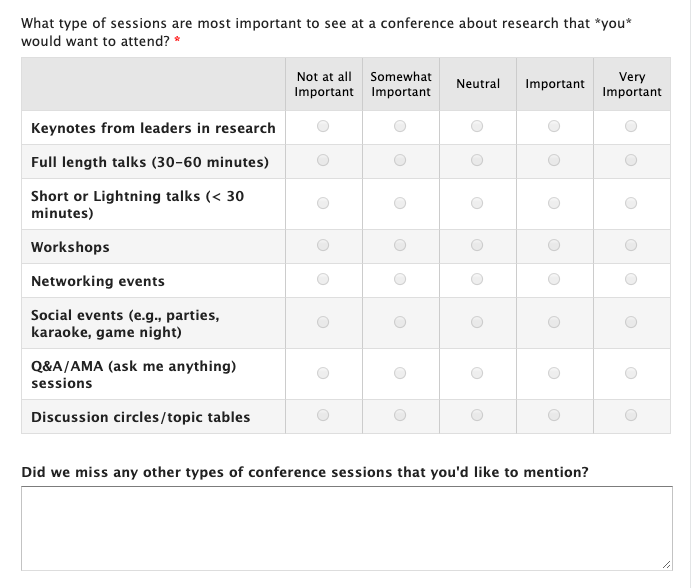 What type of sessions are most important to see at a conference about research that *you*
would want to attend? *
Not at all
Important
Somewhat
Important
Neutral
Important
Very
Important
Keynotes from leaders in research
Full length talks (30-60 minutes)
Short or Lightning talks (< 30
minutes)
Workshops
Networking events
Social events (e.g., parties,
karaoke, game night)
Q&A/AMA (ask me anything)
sessions
Discussion circles/topic tables
Did we miss any other types of conference sessions that you'd like to mention?